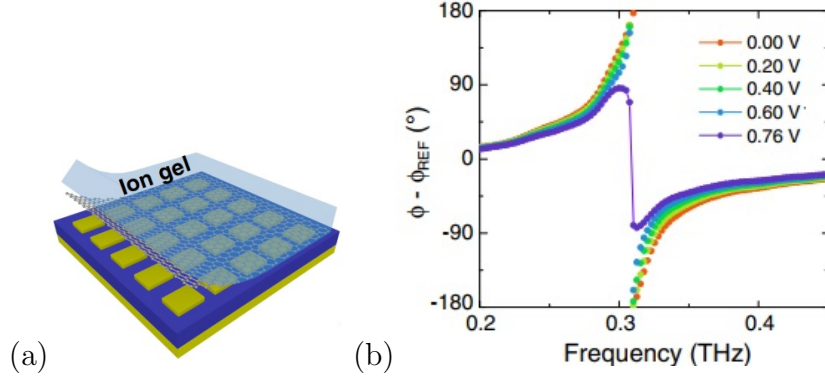 Ion gel
(a)
180
90
0
-90
-180
ϕ - ϕREF (°)
0.00 V
0.20 V
0.40 V
0.60 V
0.76 V
0.2
0.3
0.4
Frequency (THz)
(b)